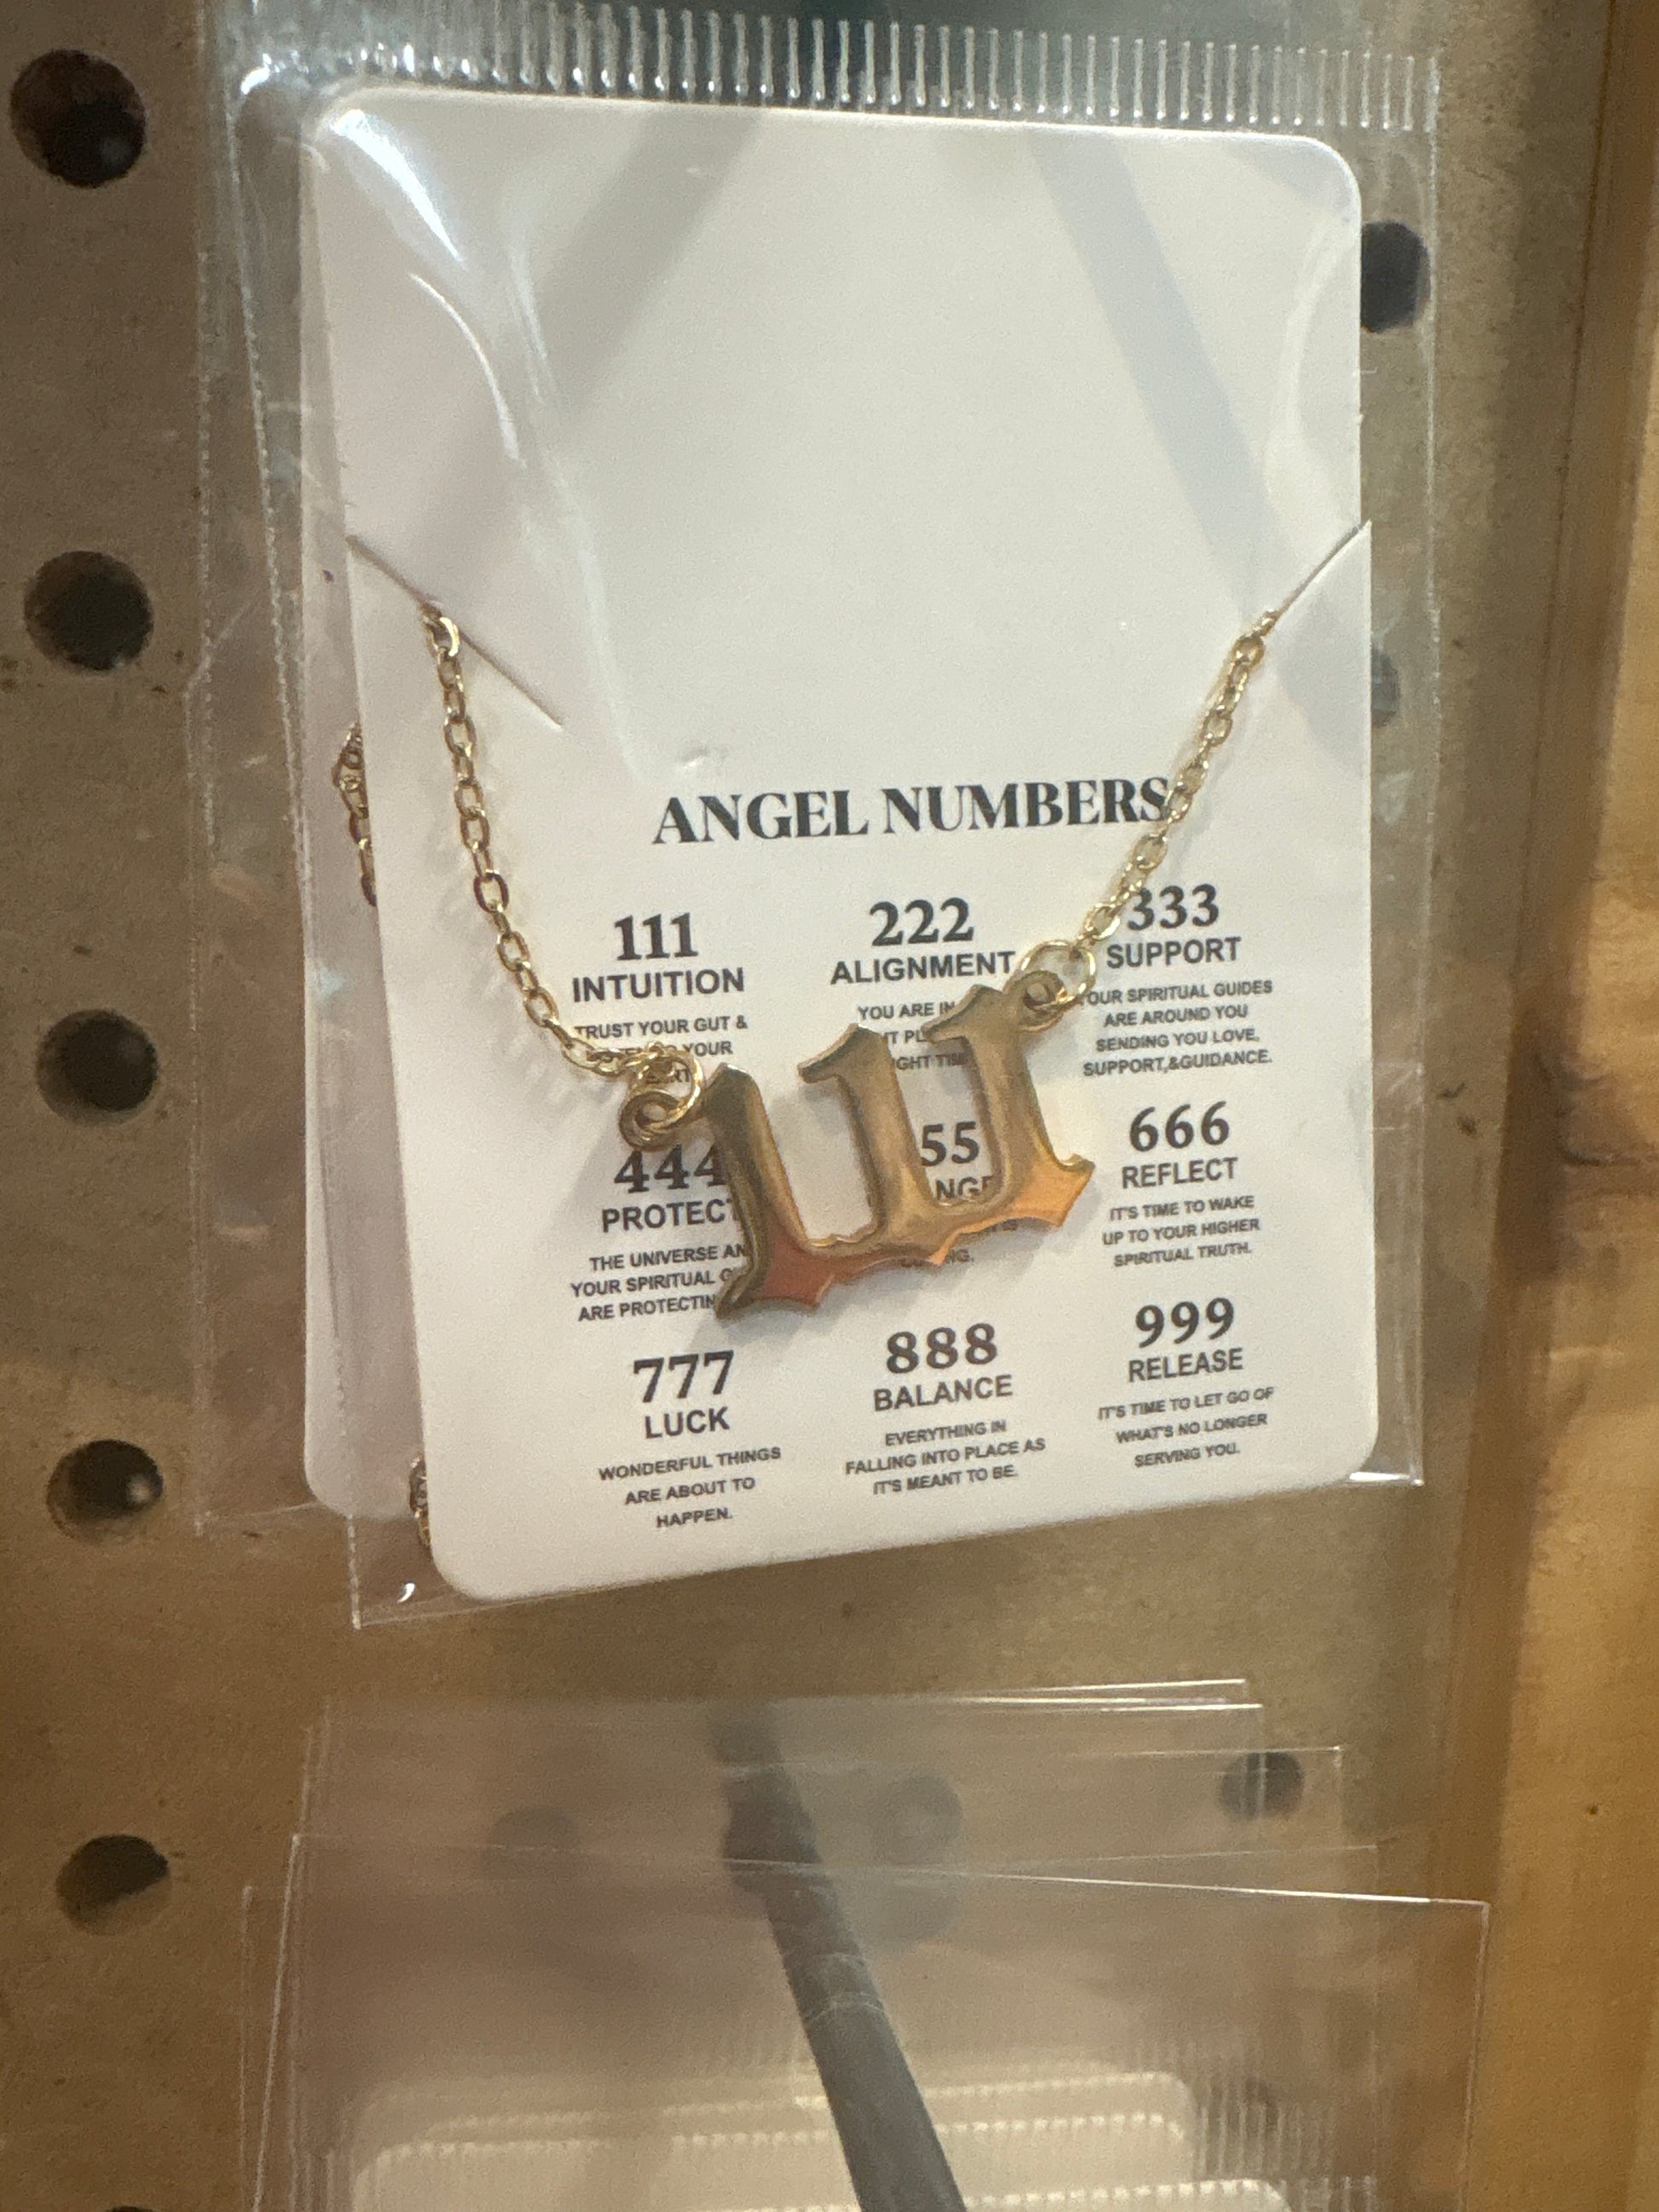 ANGEL NUMBERS
111
INTUITION
TRUST YOUR GUT &
YOUR
222
ALIGNMENT
YOU ARE IN
333
SUPPORT
YOUR SPIRITUAL GUIDES
ARE AROUND YOU
SENDING YOU LOVE,
SUPPORT,&GUIDANCE.
444
PROTECT
THE UNIVERSE AN
YOUR SPIRITUAL
ARE PROTECTIN
55
666
REFLECT
IT'S TIME TO WAKE
UP TO YOUR HIGHER
SPIRITUAL TRUTH.
777
LUCK
WONDERFUL THINGS
ARE ABOUT TO
HAPPEN.
888
BALANCE
EVERYTHING IN
FALLING INTO PLACE AS
IT'S MEANT TO BE.
999
RELEASE
IT'S TIME TO LET GO OF
WHAT'S NO LONGER
SERVING YOU.
111